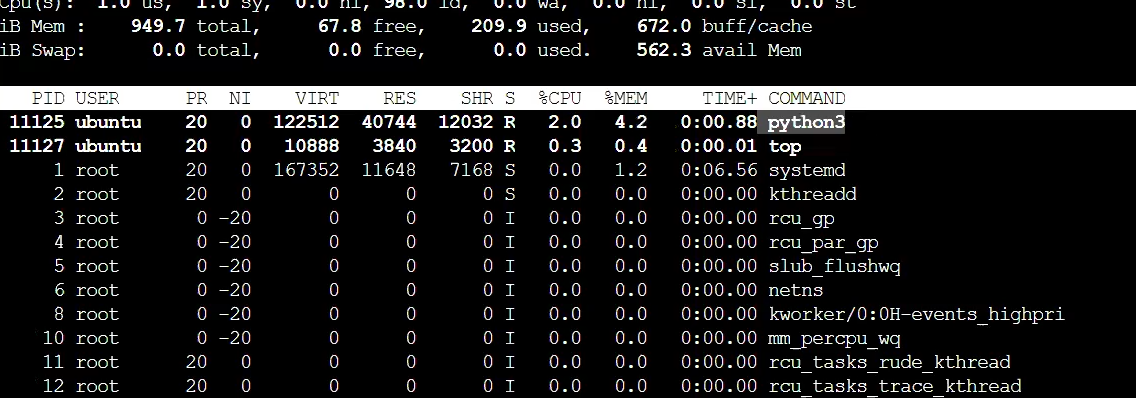 Cpu(s): 1.0 us, 1.0 sy, 0.0 ni, 98.0 id, 0.0 wa, 0.0 hi, 0.0 si, 0.0 st
iB Mem : 949.7 total, 67.8 free, 209.9 used, 672.0 buff/cache
iB Swap: 0.0 total, 0.0 free, 0.0 used. 562.3 avail Mem
PID USER PR NI VIRT RES SHR S %CPU %MEM TIME+ COMMAND
11125 ubuntu 20 0 122512 40744 12032 R 2.0 4.2 0:00.88 python3
11127 ubuntu 20 0 10888 3840 3200 R 0.3 0.4 0:00.01 top
1 root 20 0 167352 11648 7168 S 0.0 1.2 0:06.56 systemd
2 root 20 0 0 0 0 S 0.0 0.0 0:00.00 kthreadd
3 root 0 -20 0 0 0 I 0.0 0.0 0:00.00 rcu_gp
4 root 0 -20 0 0 0 I 0.0 0.0 0:00.00 rcu_par_gp
5 root 0 -20 0 0 0 I 0.0 0.0 0:00.00 slub_flushwq
6 root 0 -20 0 0 0 I 0.0 0.0 0:00.00 netns
8 root 0 -20 0 0 0 I 0.0 0.0 0:00.00 kworker/0:0H-events_highpri
10 root 0 -20 0 0 0 I 0.0 0.0 0:00.00 mm_percpu_wq
11 root 20 0 0 0 0 I 0.0 0.0 0:00.00 rcu_tasks_rude_kthread
12 root 20 0 0 0 0 I 0.0 0.0 0:00.00 rcu_tasks_trace_kthread